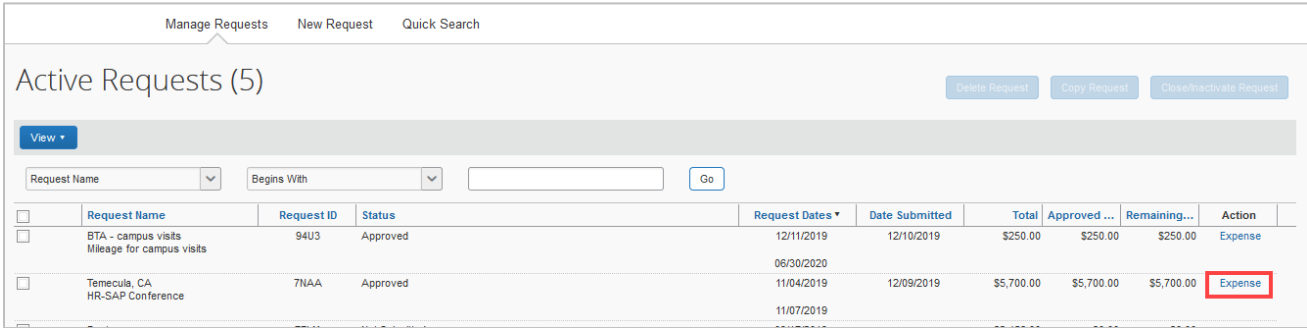 Manage Requests New Request Quick Search
Active Requests (5)
Delete Request Copy Request Close/Inactivate Request
View
Request Name Begins With Go
Request Name Request ID Status Request Dates Date Submitted Total Approved ... Remaining... Action
BTA - campus visits 94U3 Approved 12/11/2019 12/10/2019 $250.00 $250.00 $250.00 Expense
Mileage for campus visits
06/30/2020
Temecula, CA 7NAA Approved 11/04/2019 12/09/2019 $5,700.00 $5,700.00 $5,700.00 Expense
HR-SAP Conference
11/07/2019